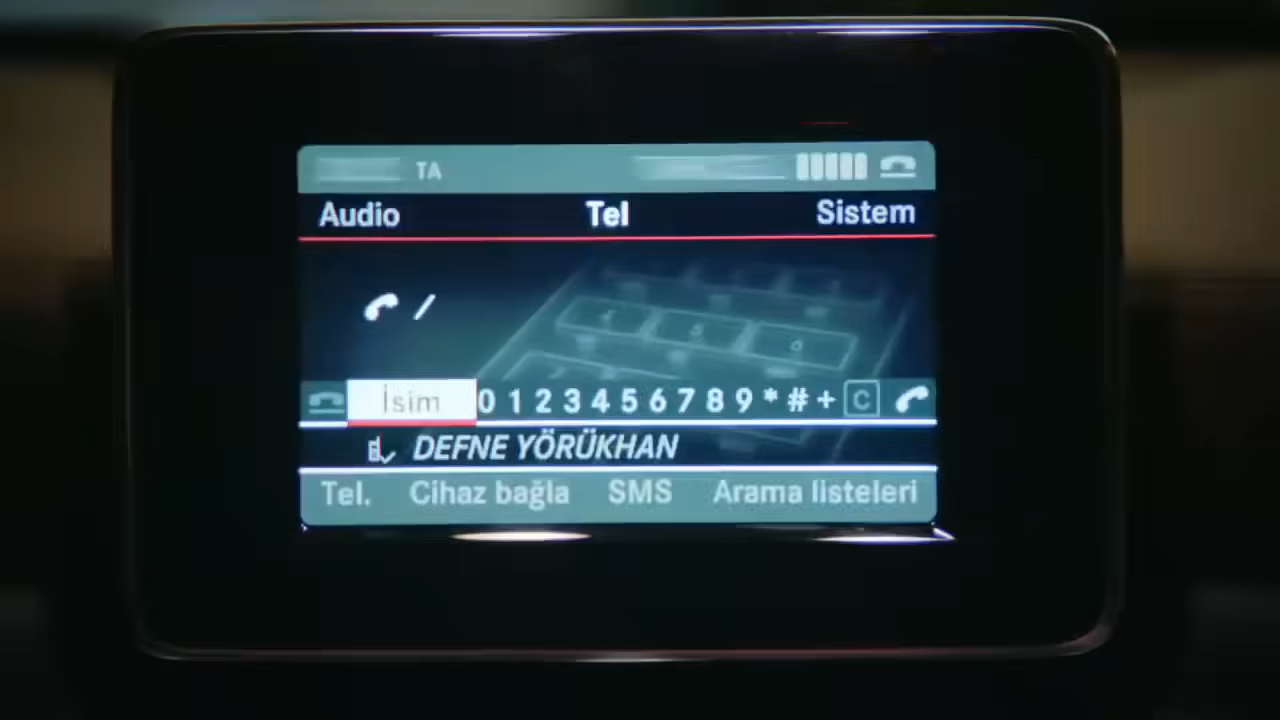 TA
Audio Tel Sistem
/
İsim 0 1 2 3 4 5 6 7 8 9 * # + C
DEFNE YÖRÜKHAN
Tel. Cihaz bağla SMS Arama listeleri